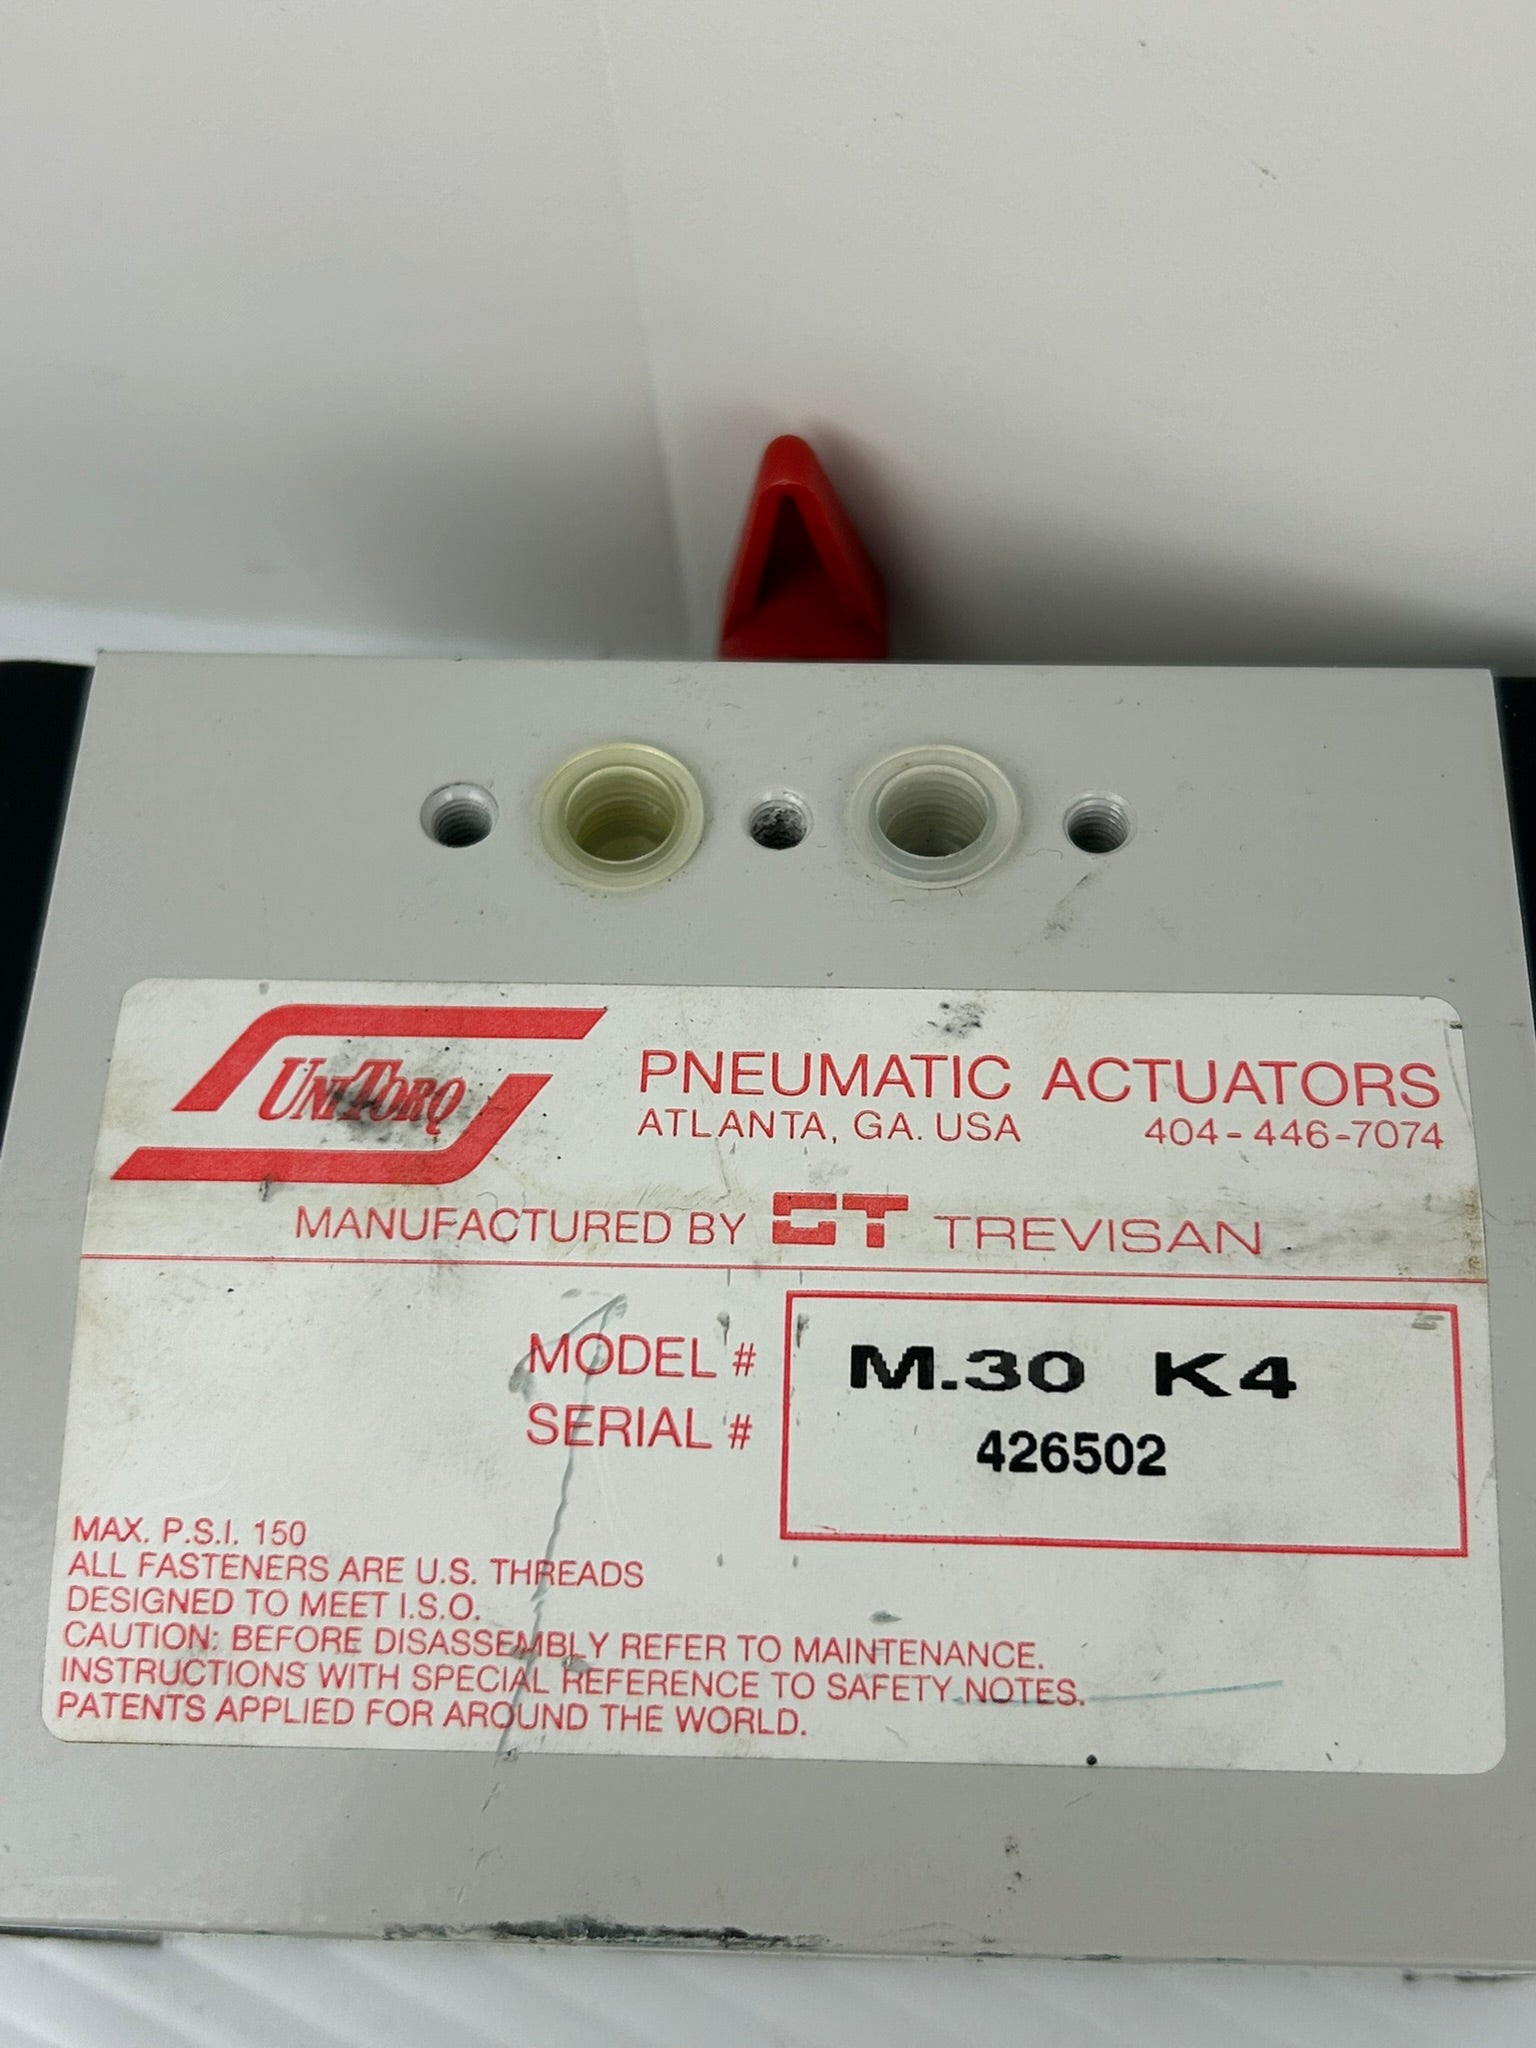 UNITORQ
PNEUMATIC ACTUATORS
ATLANTA, GA. USA 404-446-7074
MANUFACTURED BY GT TREVISAN
MODEL # M.30 K4
SERIAL # 426502
MAX. P.S.I. 150
ALL FASTENERS ARE U.S. THREADS
DESIGNED TO MEET I.S.O.
CAUTION: BEFORE DISASSEMBLY REFER TO MAINTENANCE.
INSTRUCTIONS WITH SPECIAL REFERENCE TO SAFETY NOTES.
PATENTS APPLIED FOR AROUND THE WORLD.